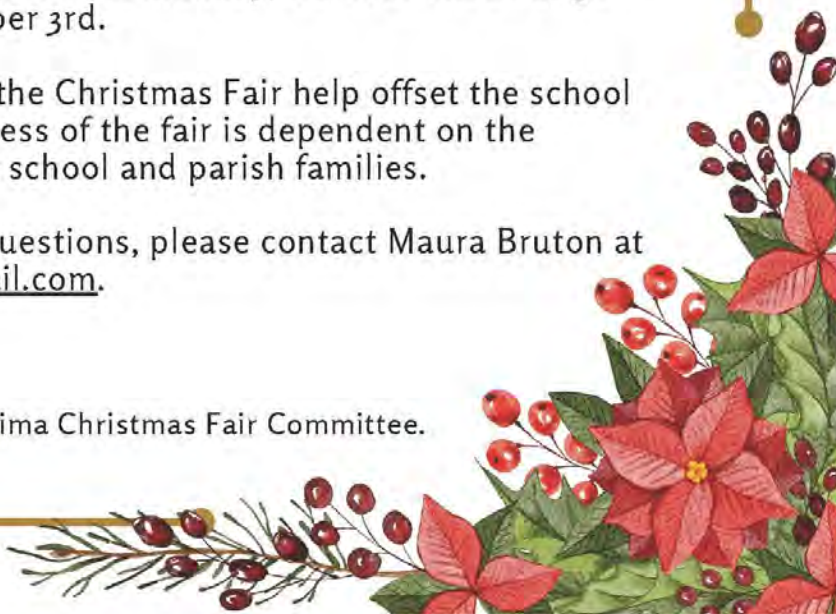 ber 3rd.
the Christmas Fair help offset the school
ess of the fair is dependent on the
school and parish families.
uestions, please contact Maura Bruton at
il.com.
ima Christmas Fair Committee.